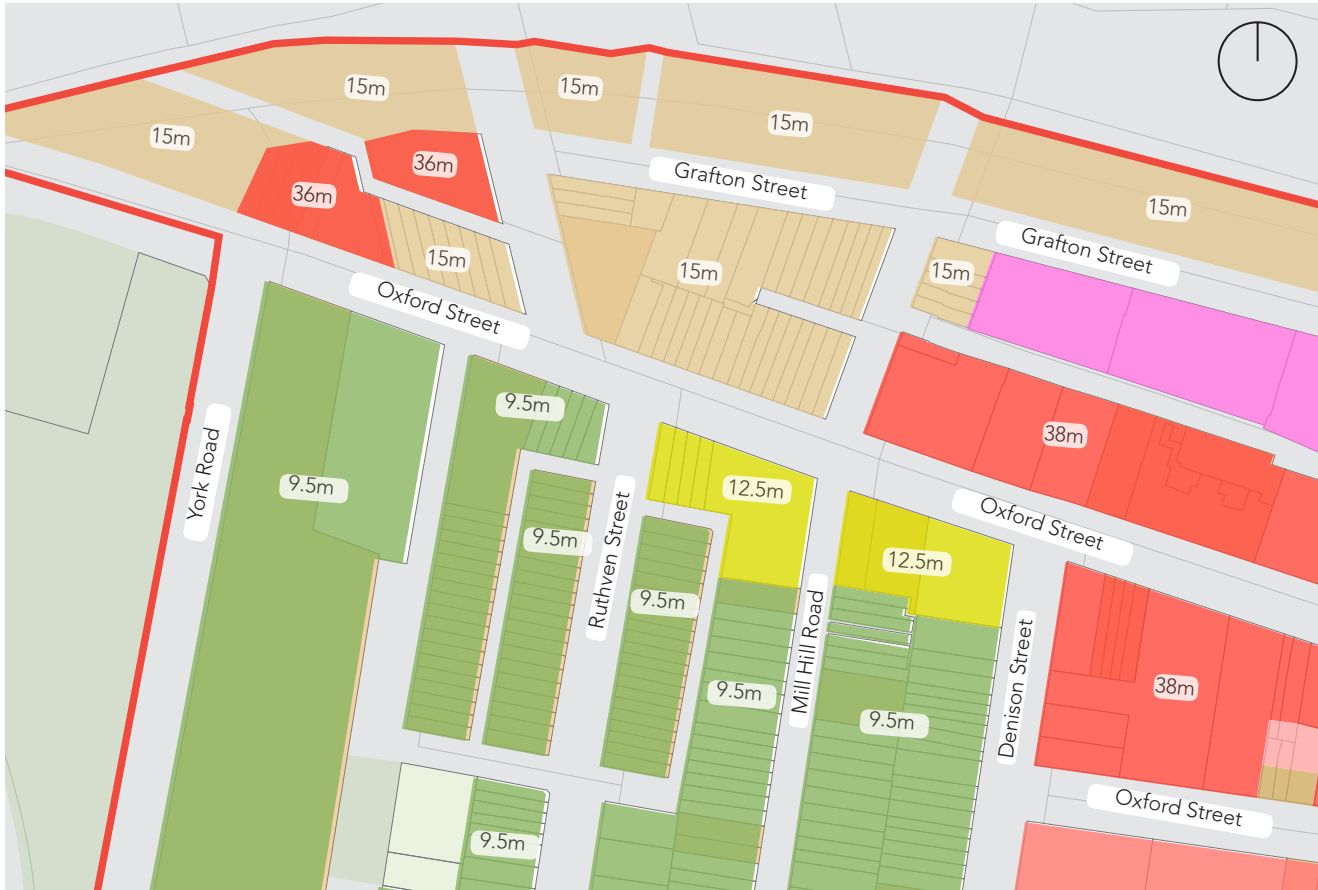 15m
15m
15m
15m
36m
36m
Grafton Street
15m
Grafton Street
15m
15m
15m
Oxford Street
9.5m
38m
York Road
9.5m
12.5m
Oxford Street
9.5m
Ruthven Street
12.5m
9.5m
Mill Hill Road
Denison Street
38m
9.5m
9.5m
Oxford Street
9.5m